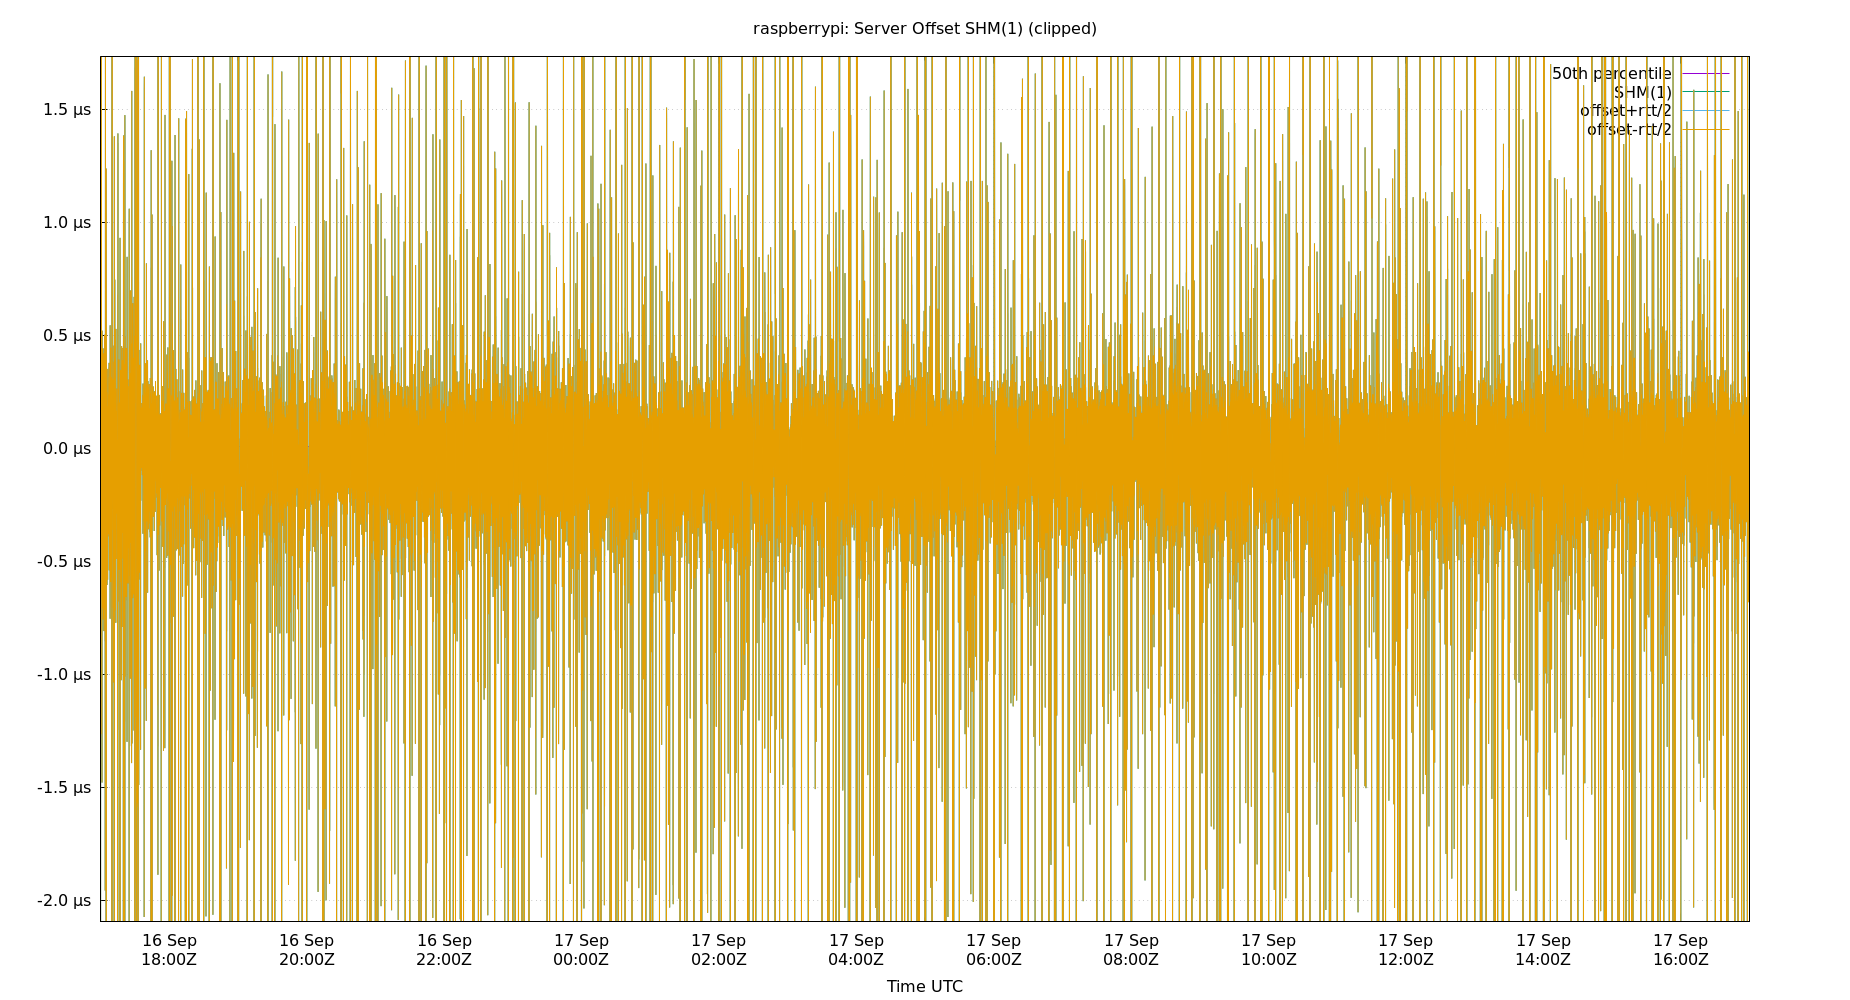 raspberrypi: Server Offset SHM(1) (clipped)
50th percentile
SHM(1)
offset+rtt/2
offset-rtt/2
1.5 µs
1.0 µs
0.5 µs
0.0 µs
-0.5 µs
-1.0 µs
-1.5 µs
-2.0 µs
16 Sep 16 Sep 16 Sep 17 Sep 17 Sep 17 Sep 17 Sep 17 Sep 17 Sep 17 Sep 17 Sep 17 Sep
18:00Z 20:00Z 22:00Z 00:00Z 02:00Z 04:00Z 06:00Z 08:00Z 10:00Z 12:00Z 14:00Z 16:00Z
Time UTC